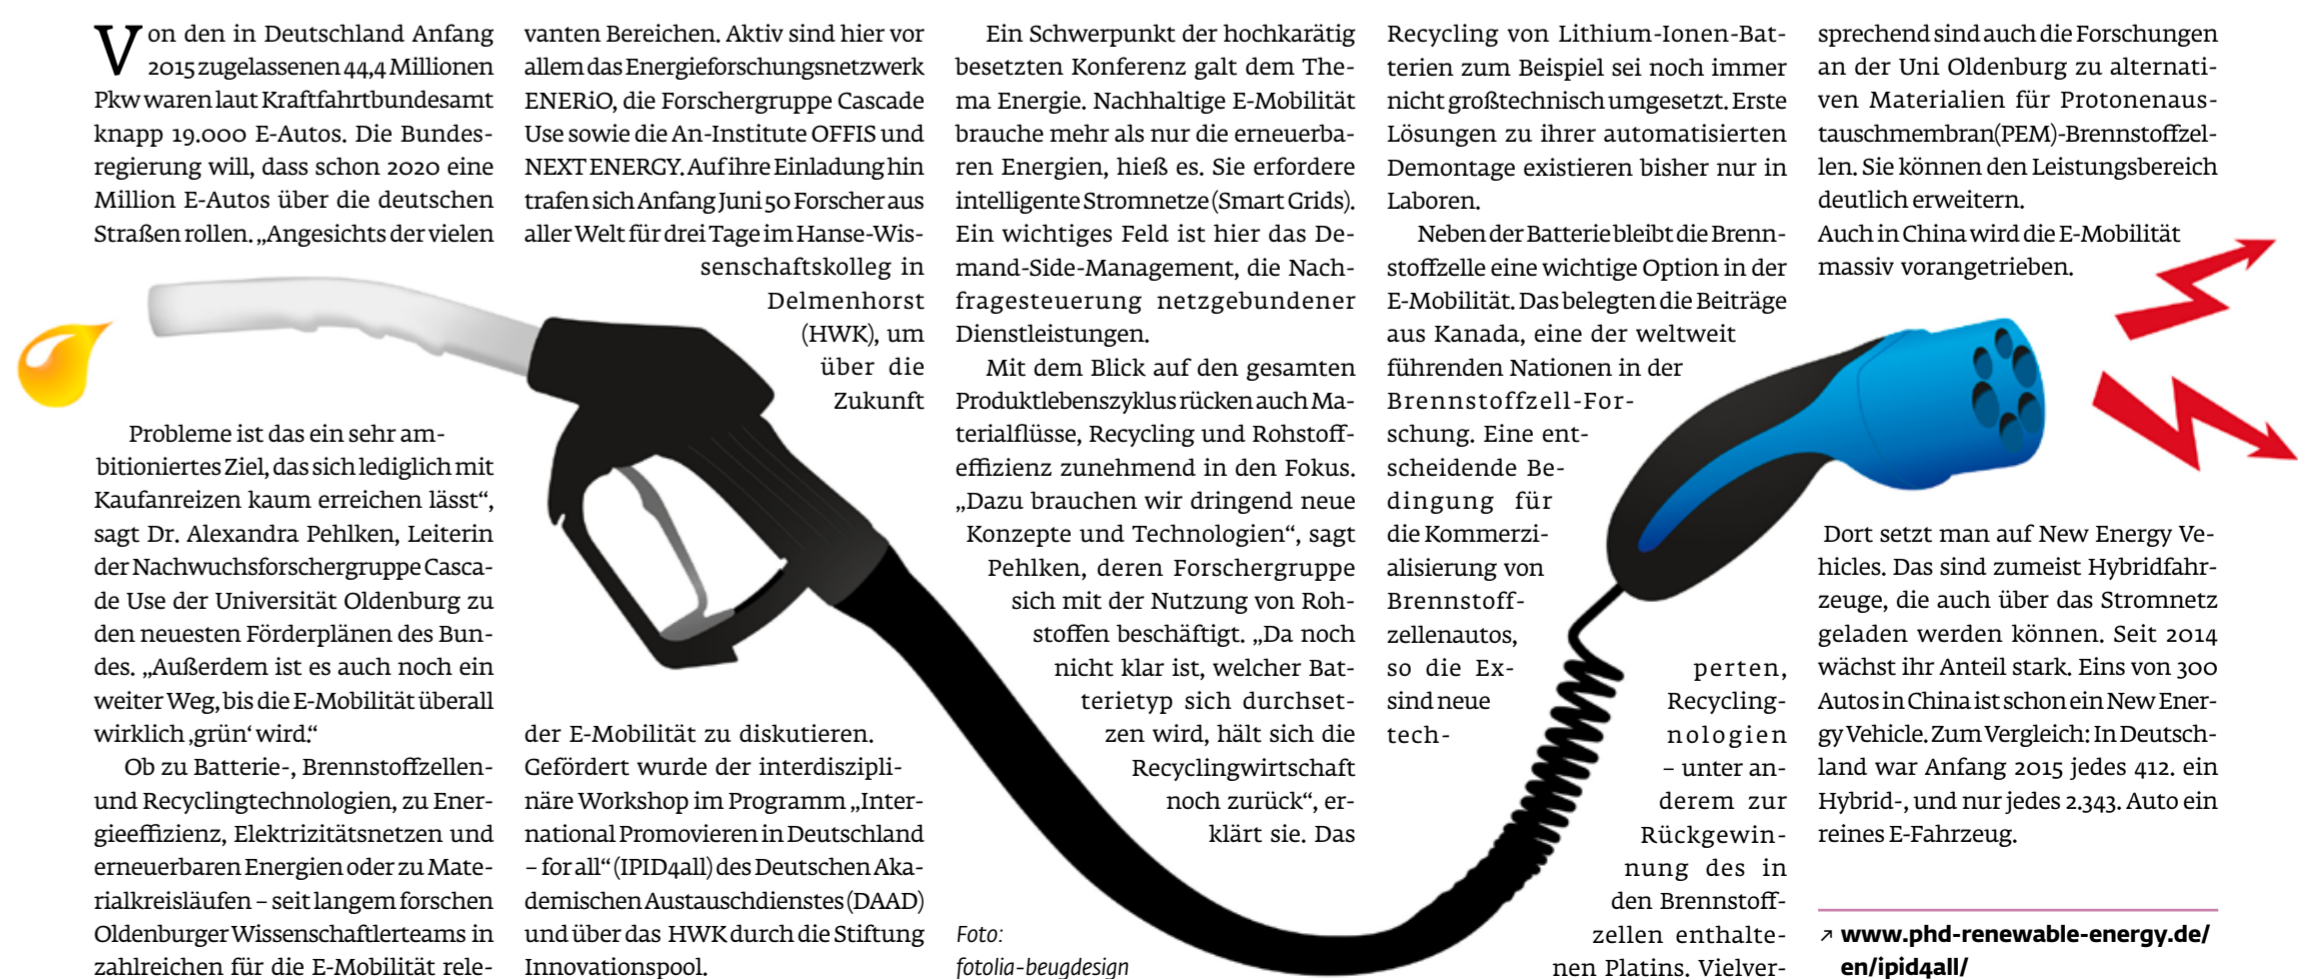 Von den in Deutschland Anfang
2015 zugelassenen 44,4 Millionen
Pkw waren laut Kraftfahrtbundesamt
knapp 19.000 E-Autos. Die Bundes-
regierung will, dass schon 2020 eine
Million E-Autos über die deutschen
Straßen rollen. „Angesichts der vielen
Probleme ist das ein sehr am-
bitioniertes Ziel, das sich lediglich mit
Kaufanreizen kaum erreichen lässt“,
sagt Dr. Alexandra Pehlken, Leiterin
der Nachwuchsforschergruppe Casca-
de Use der Universität Oldenburg zu
den neuesten Förderplänen des Bun-
des. „Außerdem ist es auch noch ein
weiter Weg, bis die E-Mobilität überall
wirklich ‚grün‘ wird.“
Ob zu Batterie-, Brennstoffzellen-
und Recyclingtechnologien, zu Ener-
gieeffizienz, Elektrizitätsnetzen und
erneuerbaren Energien oder zu Mate-
rialkreisläufen – seit langem forschen
Oldenburger Wissenschaftlerteams in
zahlreichen für die E-Mobilität rele-
vanten Bereichen. Aktiv sind hier vor
allem das Energieforschungsnetzwerk
ENERiO, die Forschergruppe Cascade
Use sowie die An-Institute OFFIS und
NEXT ENERGY. Auf ihre Einladung hin
trafen sich Anfang Juni 50 Forscher aus
aller Welt für drei Tage im Hanse-Wis-
senschaftskolleg in
Delmenhorst
(HWK), um
über die
Zukunft
der E-Mobilität zu diskutieren.
Gefördert wurde der interdiszipli-
näre Workshop im Programm „Inter-
national Promovieren in Deutschland
– for all“ (IPID4all) des Deutschen Aka-
demischen Austauschdienstes (DAAD)
und über das HWK durch die Stiftung
Innovationspool.
Ein Schwerpunkt der hochkarätig
besetzten Konferenz galt dem The-
ma Energie. Nachhaltige E-Mobilität
brauche mehr als nur die erneuerba-
ren Energien, hieß es. Sie erfordere
intelligente Stromnetze (Smart Grids).
Ein wichtiges Feld ist hier das De-
mand-Side-Management, die Nach-
fragesteuerung netzgebundener
Dienstleistungen.
Mit dem Blick auf den gesamten
Produktlebenszyklus rücken auch Ma-
terialflüsse, Recycling und Rohstoff-
effizienz zunehmend in den Fokus.
„Dazu brauchen wir dringend neue
Konzepte und Technologien“, sagt
Pehlken, deren Forschergruppe
sich mit der Nutzung von Roh-
stoffen beschäftigt. „Da noch
nicht klar ist, welcher Bat-
terietyp sich durchset-
zen wird, hält sich die
Recyclingwirtschaft
noch zurück“, er-
klärt sie. Das
Foto:
fotolia-beugdesign
Recycling von Lithium-Ionen-Bat-
terien zum Beispiel sei noch immer
nicht großtechnisch umgesetzt. Erste
Lösungen zu ihrer automatisierten
Demontage existieren bisher nur in
Laboren.
Neben der Batterie bleibt die Brenn-
stoffzelle eine wichtige Option in der
E-Mobilität. Das belegten die Beiträge
aus Kanada, eine der weltweit
führenden Nationen in der
Brennstoffzell-For-
schung. Eine ent-
scheidende Be-
dingung für
die Kommerzi-
alisierung von
Brennstoff-
zellenautos,
so die Ex- perten,
sind neue Recycling-
tech- nologien
– unter an-
derem zur
Rückgewin-
nung des in
den Brennstoff-
zellen enthalte-
nen Platins. Vielver-
sprechend sind auch die Forschungen
an der Uni Oldenburg zu alternati-
ven Materialien für Protonenaus-
tauschmembran(PEM)-Brennstoffzel-
len. Sie können den Leistungsbereich
deutlich erweitern.
Auch in China wird die E-Mobilität
massiv vorangetrieben.
Dort setzt man auf New Energy Ve-
hicles. Das sind zumeist Hybridfahr-
zeuge, die auch über das Stromnetz
geladen werden können. Seit 2014
wächst ihr Anteil stark. Eins von 300
Autos in China ist schon ein New Ener-
gy Vehicle. Zum Vergleich: In Deutsch-
land war Anfang 2015 jedes 412. ein
Hybrid-, und nur jedes 2.343. Auto ein
reines E-Fahrzeug.
↗ www.phd-renewable-energy.de/
en/ipid4all/